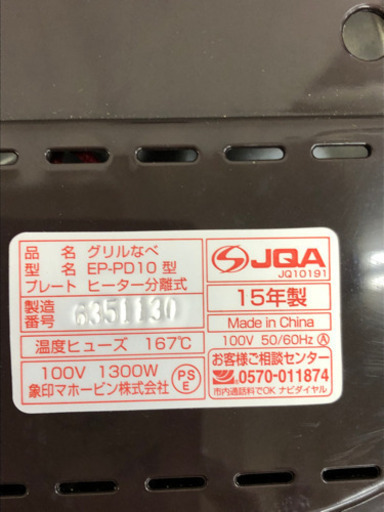 品 名 グリルなべ
型 名 EP-PD10 型
プレート ヒーター分離式
製造番号 6351130
温度ヒューズ 167℃
100V 1300W
象印マホービン株式会社
PSE
JQA
JQ10191
15年製
Made in China
100V 50/60Hz Ⓐ
お客様ご相談センター
0570-011874
市内通話料でOK ナビダイヤル